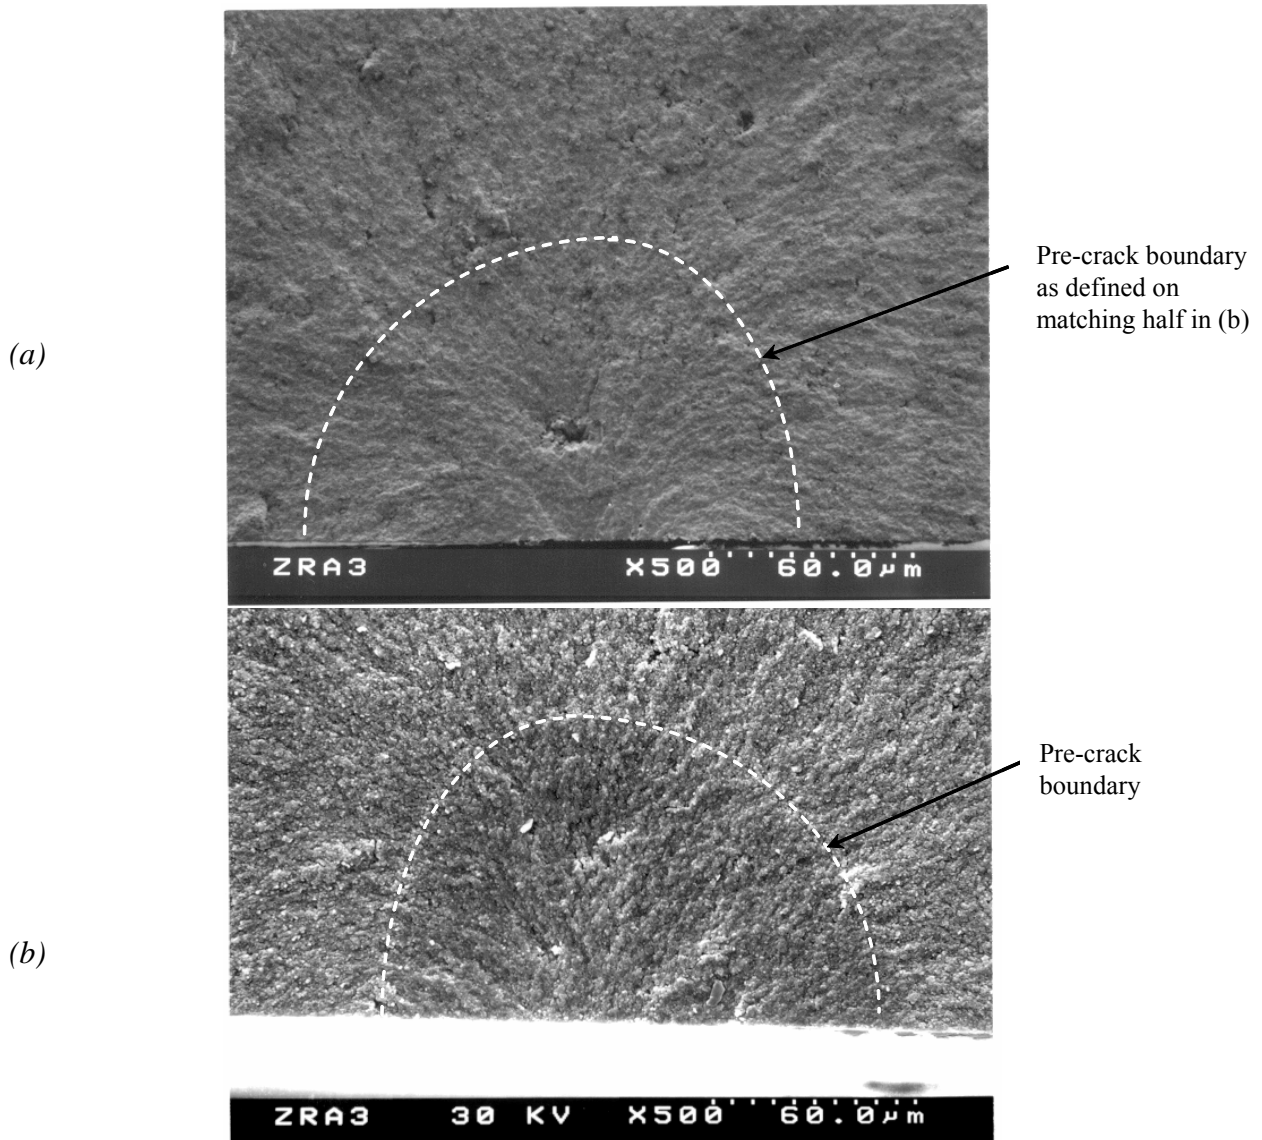 (a)
Pre-crack boundary
as defined on
matching half in (b)
ZRA3 X500 60.0µm
(b)
Pre-crack
boundary
ZRA3 30 KV X500 60.0µm